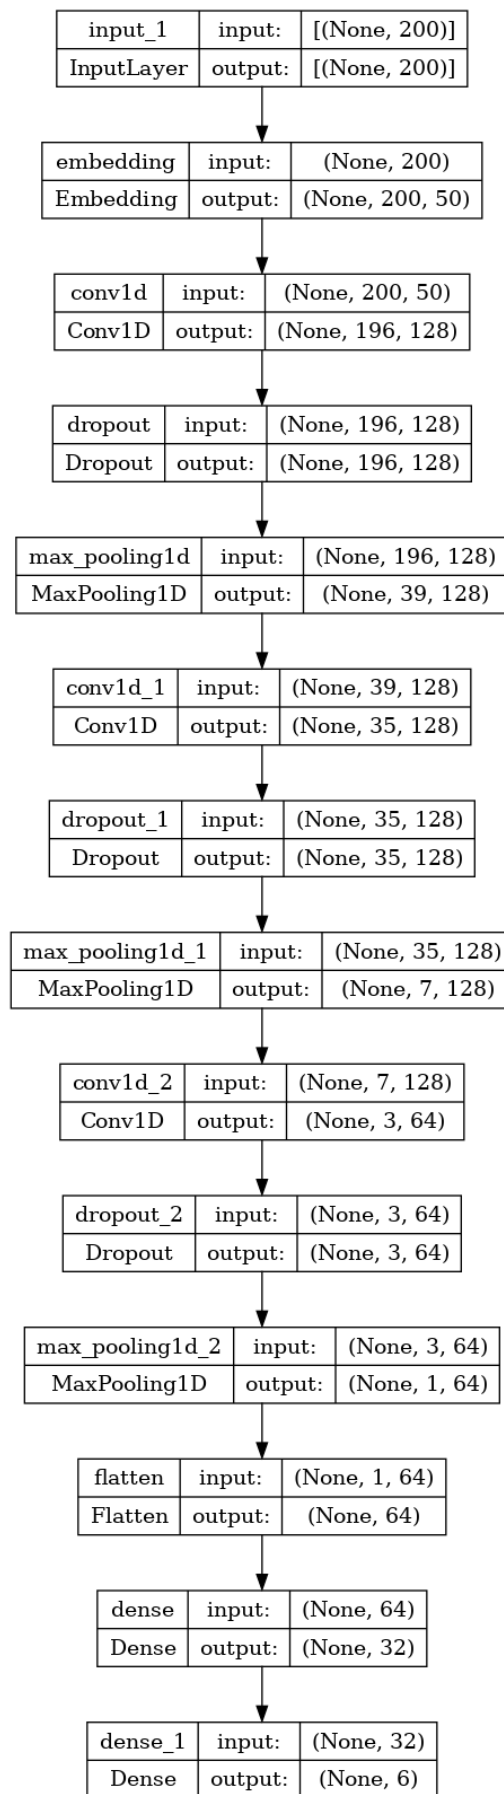 input_1 input: [(None, 200)]
InputLayer output: [(None, 200)]
embedding input: (None, 200)
Embedding output: (None, 200, 50)
conv1d input: (None, 200, 50)
Conv1D output: (None, 196, 128)
dropout input: (None, 196, 128)
Dropout output: (None, 196, 128)
max_pooling1d input: (None, 196, 128)
MaxPooling1D output: (None, 39, 128)
conv1d_1 input: (None, 39, 128)
Conv1D output: (None, 35, 128)
dropout_1 input: (None, 35, 128)
Dropout output: (None, 35, 128)
max_pooling1d_1 input: (None, 35, 128)
MaxPooling1D output: (None, 7, 128)
conv1d_2 input: (None, 7, 128)
Conv1D output: (None, 3, 64)
dropout_2 input: (None, 3, 64)
Dropout output: (None, 3, 64)
max_pooling1d_2 input: (None, 3, 64)
MaxPooling1D output: (None, 1, 64)
flatten input: (None, 1, 64)
Flatten output: (None, 64)
dense input: (None, 64)
Dense output: (None, 32)
dense_1 input: (None, 32)
Dense output: (None, 6)